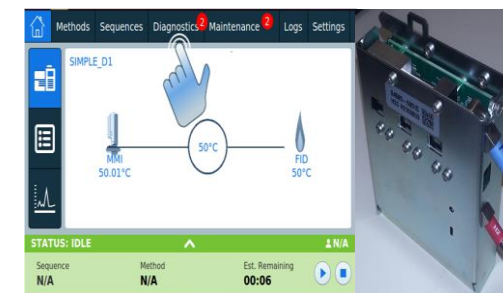 Methods Sequences Diagnostics 2 Maintenance 2 Logs Settings
SIMPLE_D1
MMI
50.01°C
50°C
FID
50°C
STATUS: IDLE
N/A
Sequence Method Est. Remaining
N/A N/A 00:06